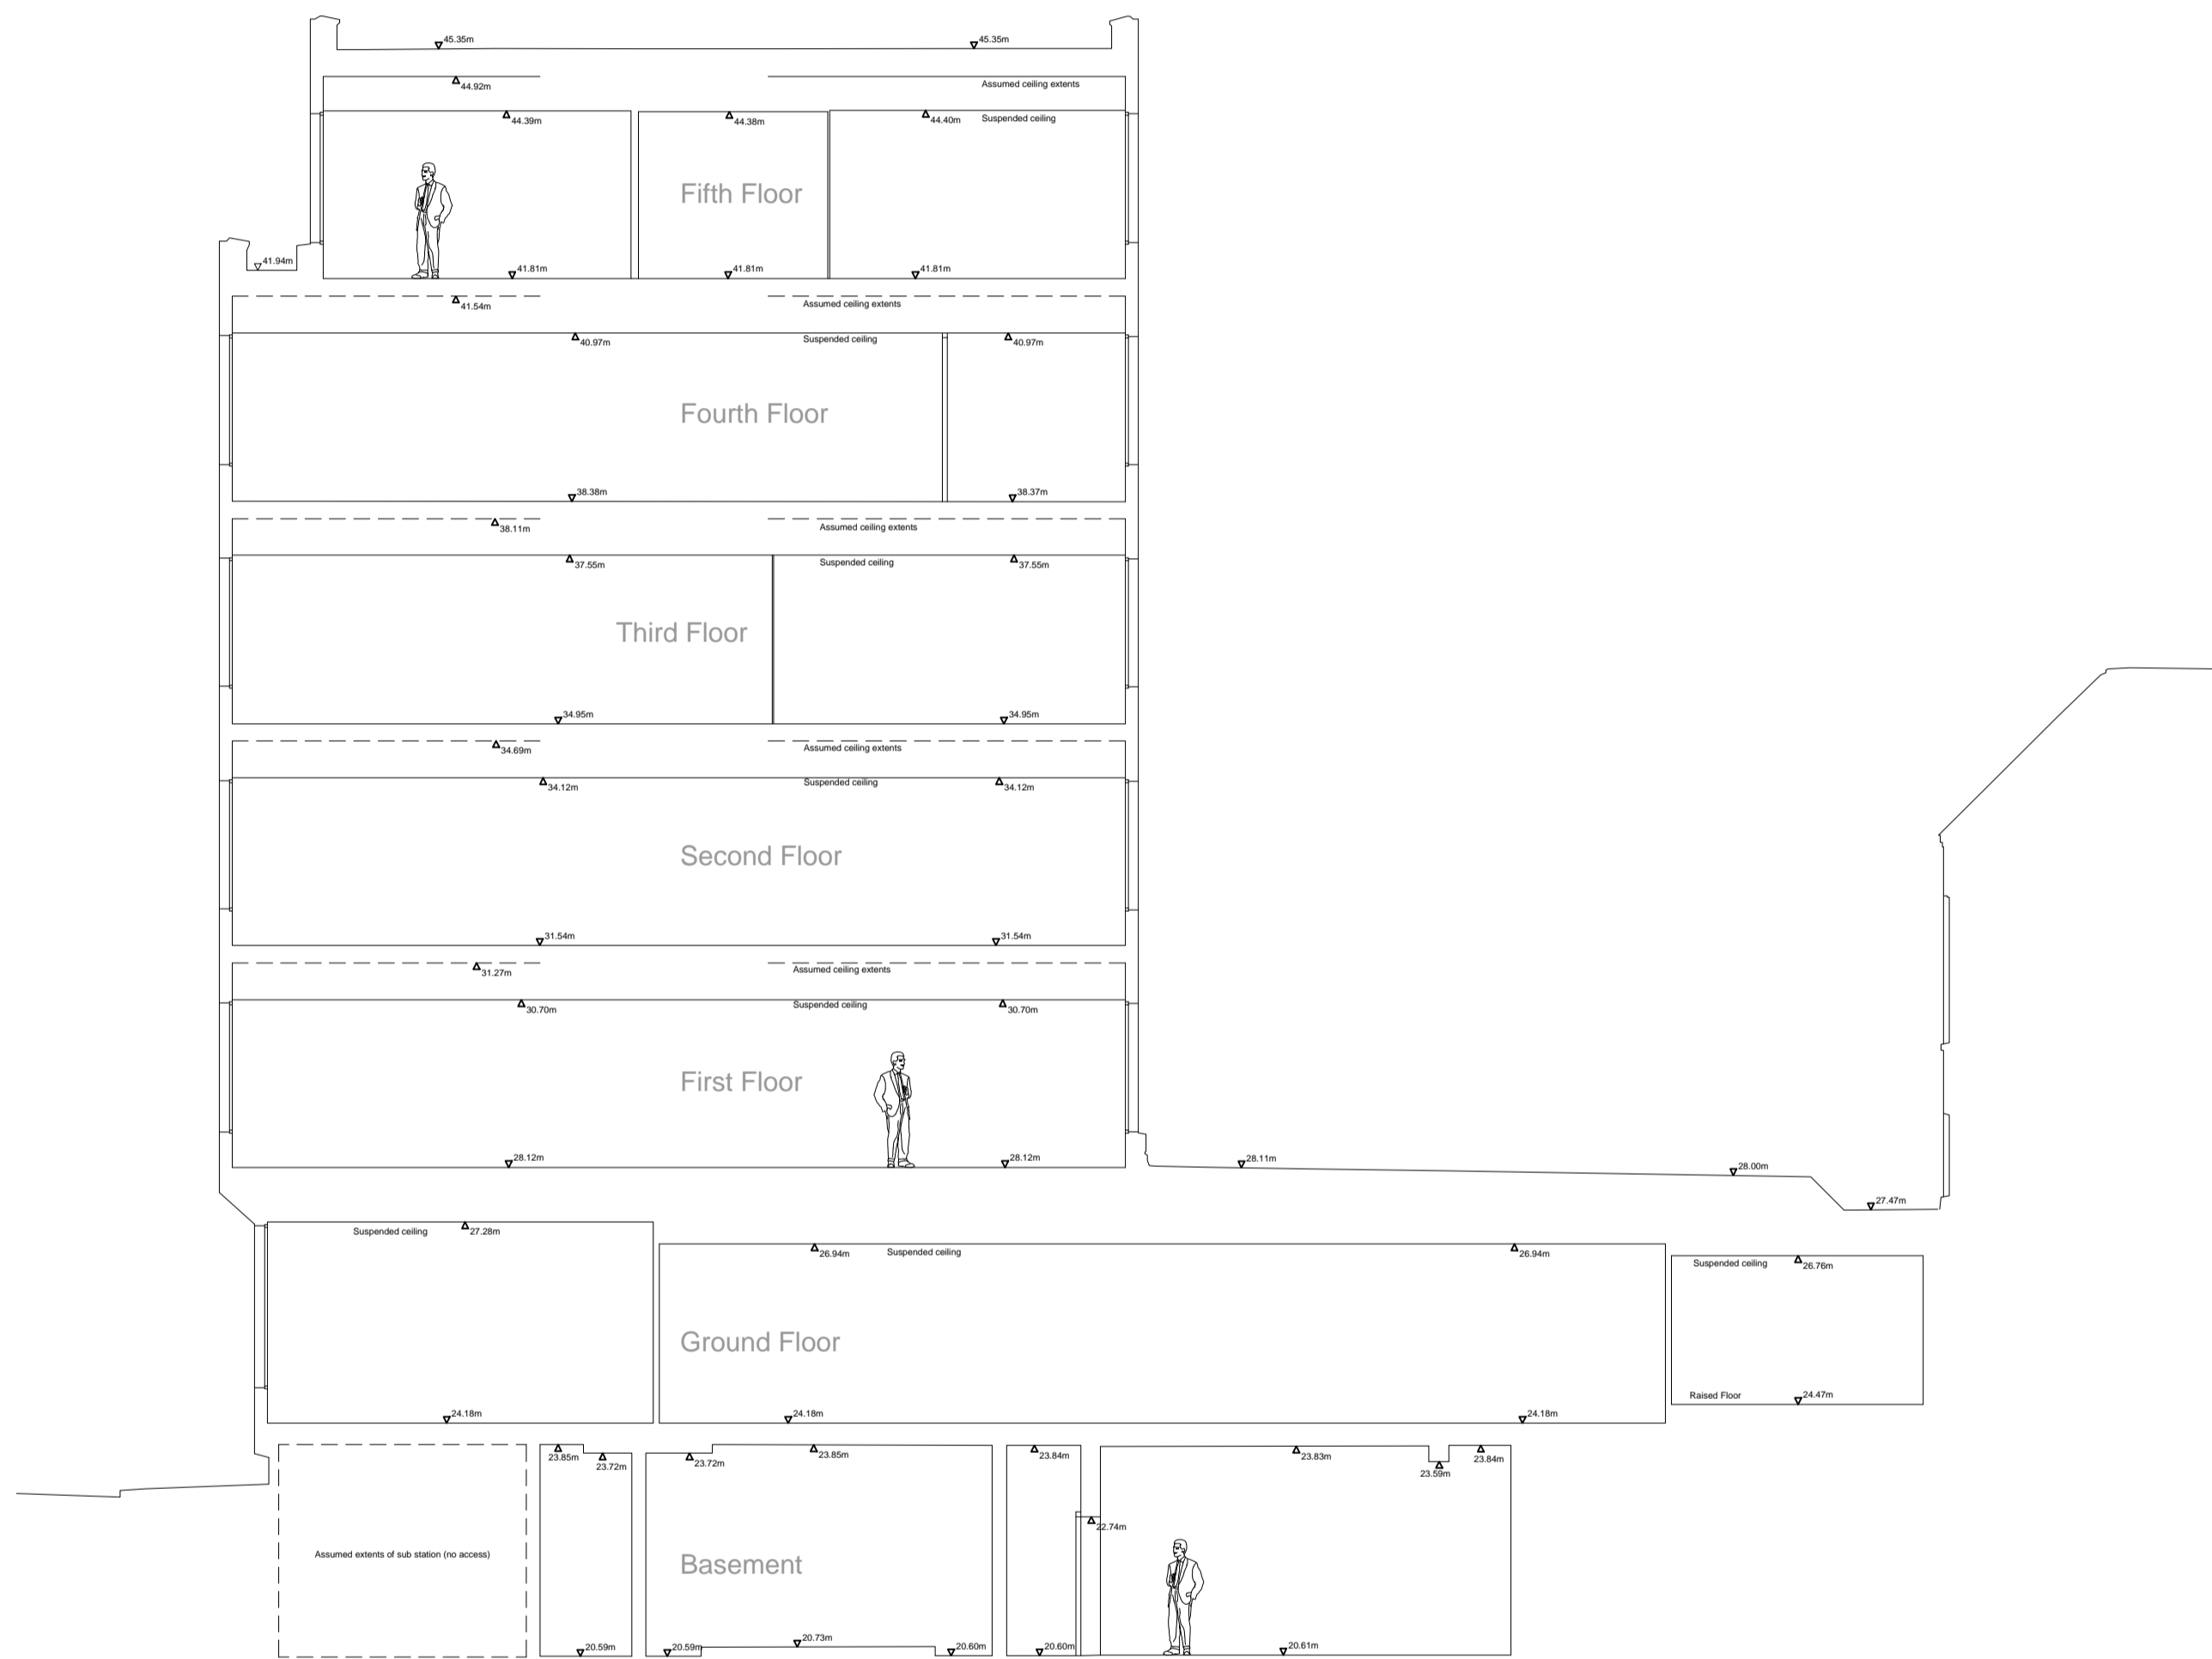 45.35m 45.35m
44.92m Assumed ceiling extents
44.39m 44.38m 44.40m Suspended ceiling
Fifth Floor
41.94m 41.81m 41.81m 41.81m
41.54m Assumed ceiling extents
40.97m Suspended ceiling 40.97m
Fourth Floor
38.38m 38.37m
38.11m Assumed ceiling extents
37.55m Suspended ceiling 37.55m
Third Floor
34.95m 34.95m
34.69m Assumed ceiling extents
34.12m Suspended ceiling 34.12m
Second Floor
31.54m 31.54m
31.27m Assumed ceiling extents
30.70m Suspended ceiling 30.70m
First Floor
28.12m 28.12m 28.11m 28.00m
27.47m
Suspended ceiling 27.28m
26.94m Suspended ceiling 26.94m Suspended ceiling 26.76m
Ground Floor
Raised Floor 24.47m
24.18m 24.18m 24.18m
23.85m 23.72m 23.72m 23.85m 23.84m 23.83m 23.59m 23.84m
22.74m
Assumed extents of sub station (no access)
Basement
20.59m 20.59m 20.73m 20.60m 20.60m 20.61m